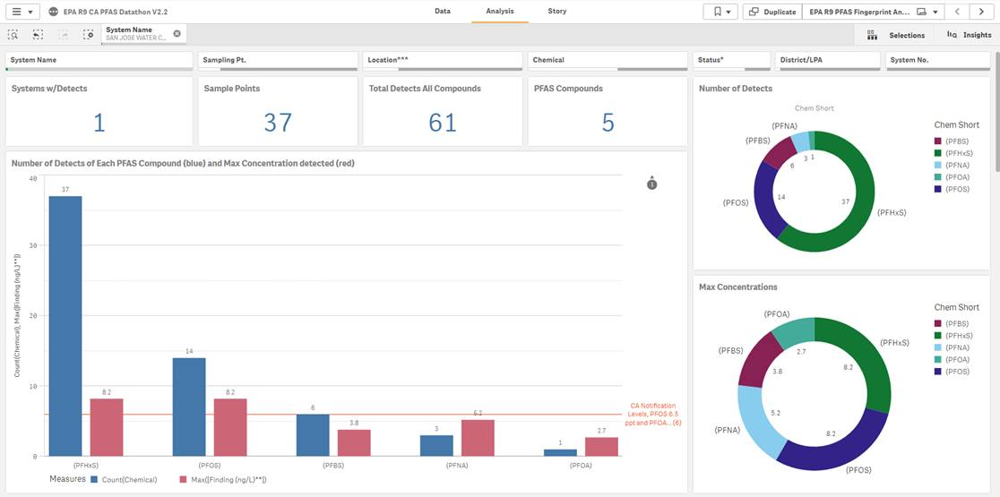 EPA R9 CA PFAS Datathon V2.2
Data
Analysis
Story
Duplicate
EPA R9 PFAS Fingerprint An...
System Name
SAN JOSE WATER C...
Selections
Insights
System Name
Sampling Pt.
Location***
Chemical
Status*
District/LPA
System No.
Systems w/Detects
1
Sample Points
37
Total Detects All Compounds
61
PFAS Compounds
5
Number of Detects of Each PFAS Compound (blue) and Max Concentration detected (red)
Count(Chemical), Max([Finding (ng/L)**])
40
30
20
10
0
37
8.2
14
8.2
6
3.8
3
5.2
1
2.7
1
CA Notification
Levels, PFOS 6.5
ppt and PFOA... (6)
(PFHxS)
(PFOS)
(PFBS)
(PFNA)
(PFOA)
Measures
Count(Chemical)
Max([Finding (ng/L)**])
Number of Detects
Chem Short
(PFNA)
(PFBS)
(PFOS)
(PFHxS)
3
1
6
14
37
Chem Short
(PFBS)
(PFHxS)
(PFNA)
(PFOA)
(PFOS)
Max Concentrations
(PFOA)
(PFBS)
(PFNA)
(PFHxS)
(PFOS)
2.7
3.8
8.2
5.2
8.2
Chem Short
(PFBS)
(PFHxS)
(PFNA)
(PFOA)
(PFOS)